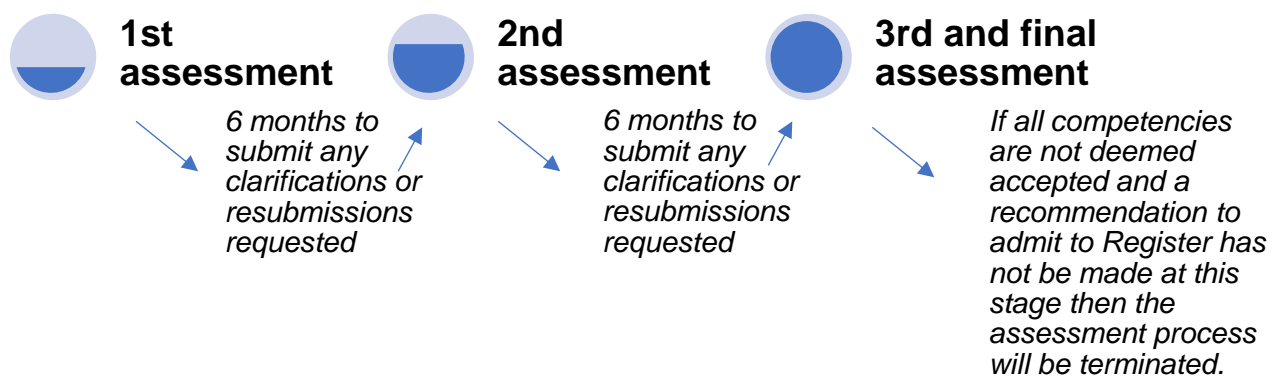 1st
assessment
6 months to
submit any
clarifications or
resubmissions
requested
2nd
assessment
6 months to
submit any
clarifications or
resubmissions
requested
3rd and final
assessment
If all competencies
are not deemed
accepted and a
recommendation to
admit to Register has
not be made at this
stage then the
assessment process
will be terminated.